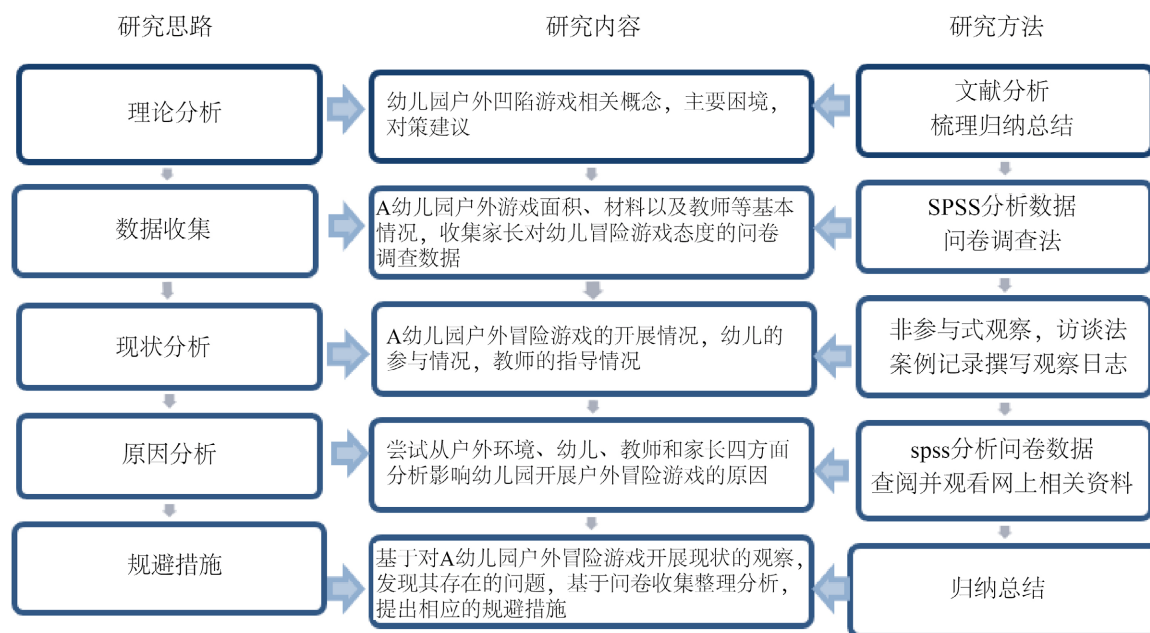 研究思路
研究内容
研究方法
理论分析
幼儿园户外凹陷游戏相关概念，主要困境，
对策建议
文献分析
梳理归纳总结
数据收集
A幼儿园户外游戏面积、材料以及教师等基本
情况，收集家长对幼儿冒险游戏态度的问卷
调查数据
SPSS分析数据
问卷调查法
现状分析
A幼儿园户外冒险游戏的开展情况，幼儿的
参与情况，教师的指导情况
非参与式观察，访谈法
案例记录撰写观察日志
原因分析
尝试从户外环境、幼儿、教师和家长四方面
分析影响幼儿园开展户外冒险游戏的原因
spss分析问卷数据
查阅并观看网上相关资料
规避措施
基于对A幼儿园户外冒险游戏开展现状的观察，
发现其存在的问题，基于问卷收集整理分析，
提出相应的规避措施
归纳总结